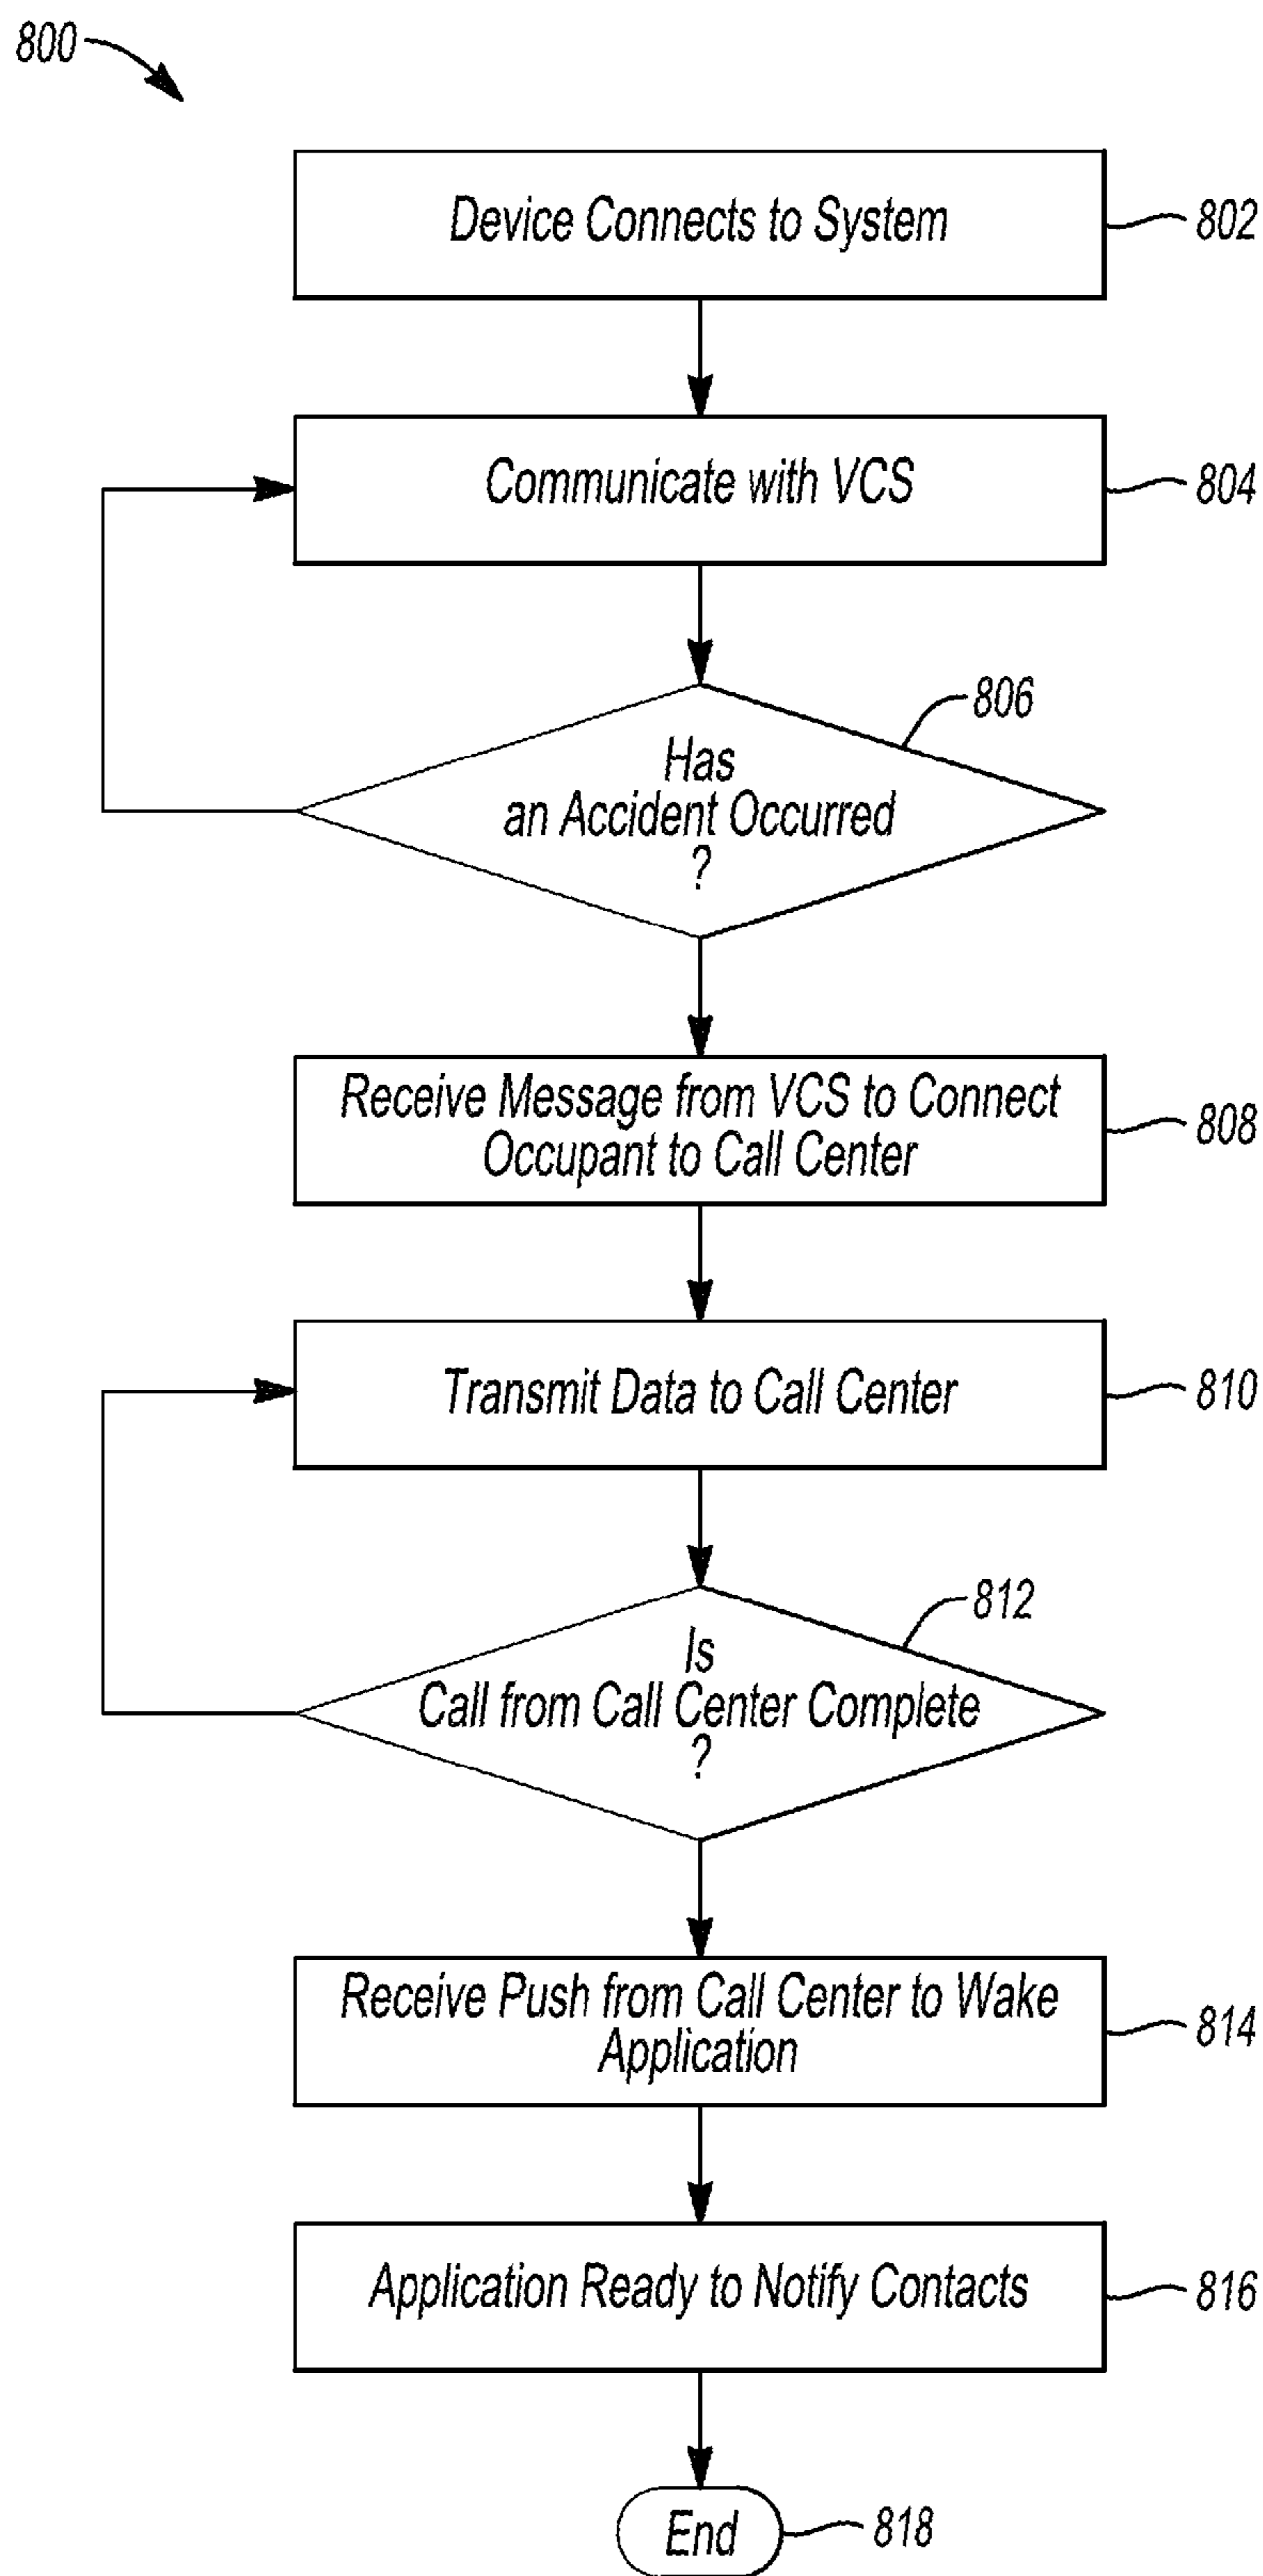 800
Device Connects to System
802
Communicate with VCS
804
806
Has
an Accident Occurred
?
Receive Message from VCS to Connect
Occupant to Call Center
808
Transmit Data to Call Center
810
812
Is
Call from Call Center Complete
?
Receive Push from Call Center to Wake
Application
814
Application Ready to Notify Contacts
816
End
818